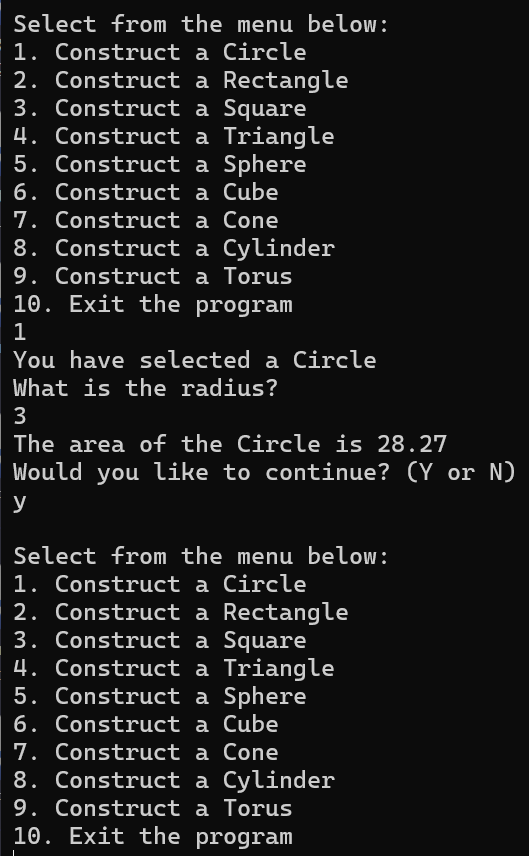 Select from the menu below:
1. Construct a Circle
2. Construct a Rectangle
3. Construct a Square
4. Construct a Triangle
5. Construct a Sphere
6. Construct a Cube
7. Construct a Cone
8. Construct a Cylinder
9. Construct a Torus
10. Exit the program
1
You have selected a Circle
What is the radius?
3
The area of the Circle is 28.27
Would you like to continue? (Y or N)
y

Select from the menu below:
1. Construct a Circle
2. Construct a Rectangle
3. Construct a Square
4. Construct a Triangle
5. Construct a Sphere
6. Construct a Cube
7. Construct a Cone
8. Construct a Cylinder
9. Construct a Torus
10. Exit the program